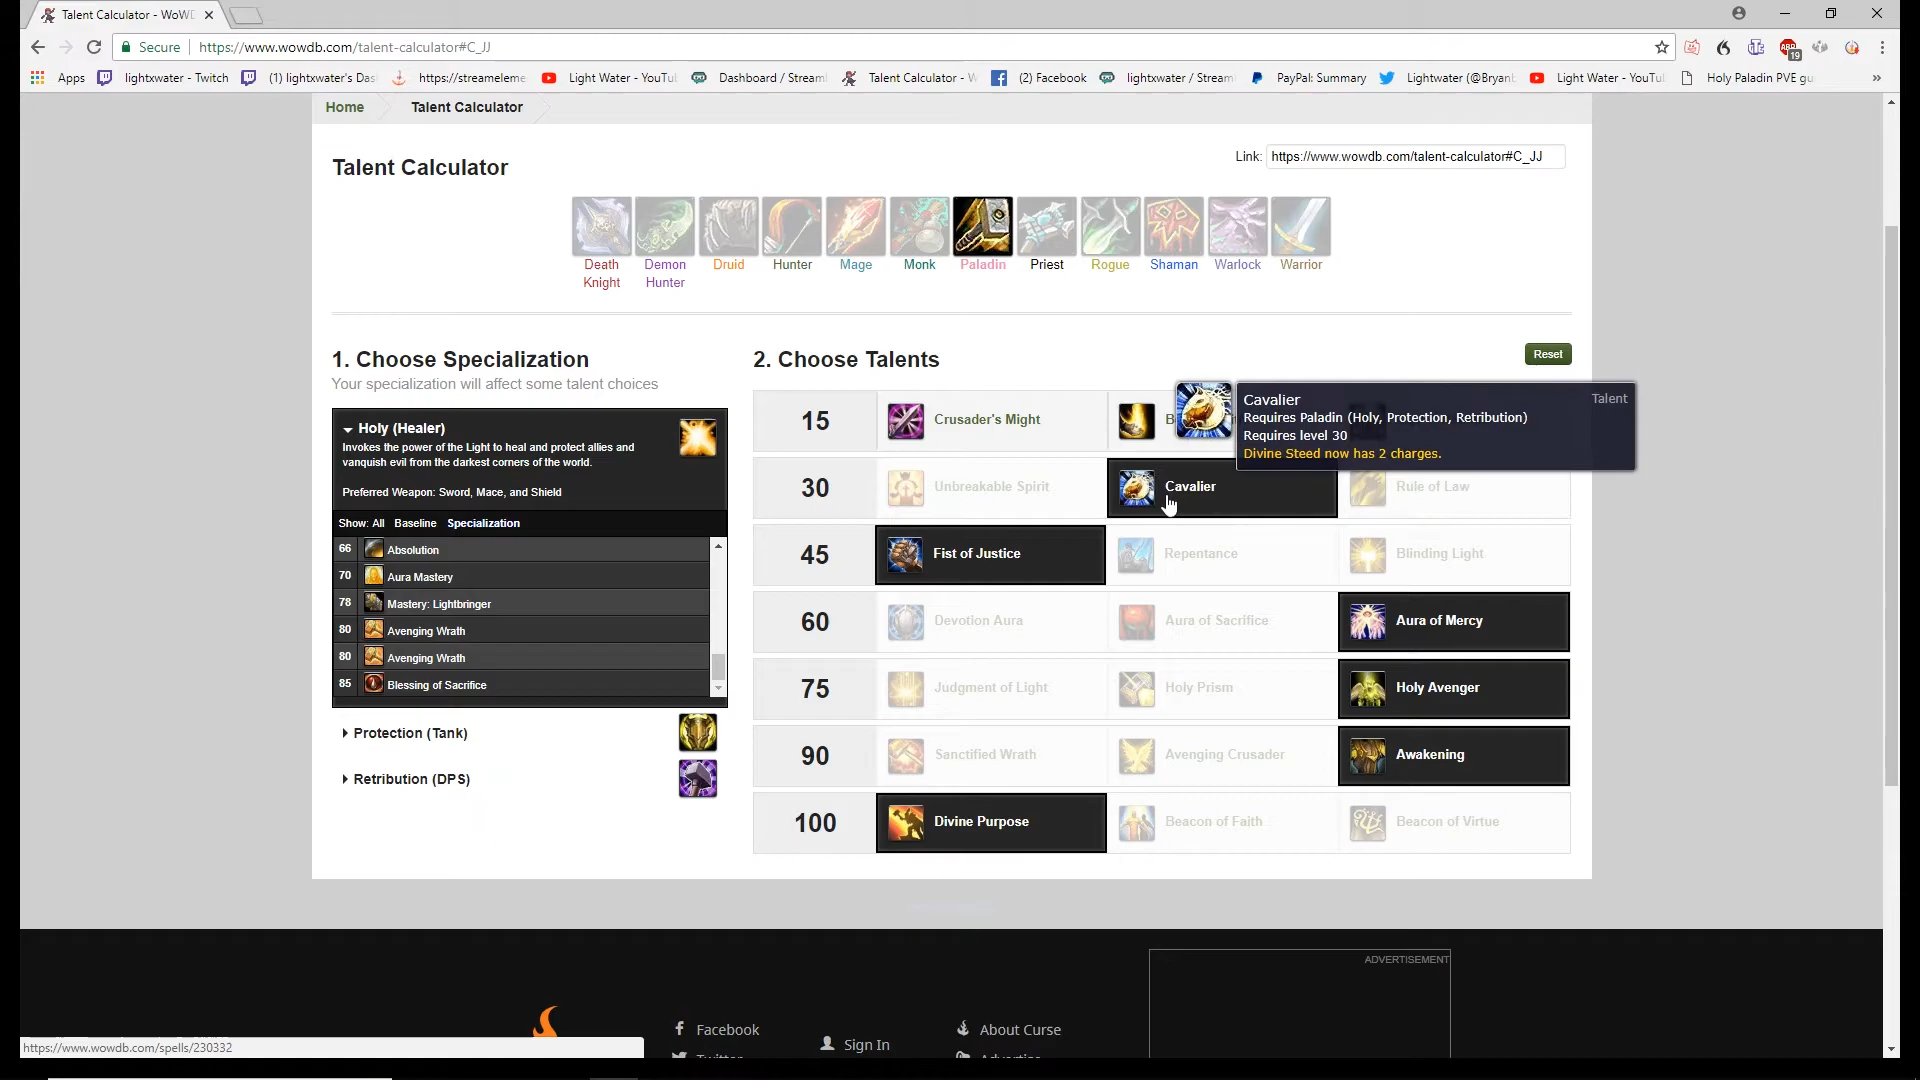 Talent Calculator - WoWD
Secure https://www.wowdb.com/talent-calculator#C_JJ
Apps lightxwater - Twitch (1) lightxwater's Das https://streameleme Light Water - YouTu Dashboard / Stream Talent Calculator - W (2) Facebook lightxwater / Stream PayPal: Summary Lightwater (@Bryan Light Water - YouTu Holy Paladin PVE gu »
19
Home Talent Calculator
Talent Calculator
Link: https://www.wowdb.com/talent-calculator#C_JJ
Death Knight
Demon Hunter
Druid
Hunter
Mage
Monk
Paladin
Priest
Rogue
Shaman
Warlock
Warrior
1. Choose Specialization
Your specialization will affect some talent choices
Holy (Healer)
Invokes the power of the Light to heal and protect allies and
vanquish evil from the darkest corners of the world.
Preferred Weapon: Sword, Mace, and Shield
Show: All Baseline Specialization
66 Absolution
70 Aura Mastery
78 Mastery: Lightbringer
80 Avenging Wrath
80 Avenging Wrath
85 Blessing of Sacrifice
Protection (Tank)
Retribution (DPS)
2. Choose Talents
Reset
15 Crusader's Might B
Cavalier Talent
Requires Paladin (Holy, Protection, Retribution)
Requires level 30
Divine Steed now has 2 charges.
30 Unbreakable Spirit Cavalier Rule of Law
45 Fist of Justice Repentance Blinding Light
60 Devotion Aura Aura of Sacrifice Aura of Mercy
75 Judgment of Light Holy Prism Holy Avenger
90 Sanctified Wrath Avenging Crusader Awakening
100 Divine Purpose Beacon of Faith Beacon of Virtue
ADVERTISEMENT
Facebook
Twitter
Sign In
About Curse
Advertise
https://www.wowdb.com/spells/230332